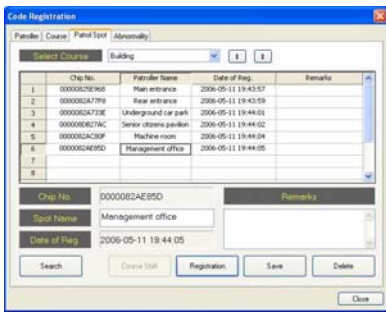 Code Registration
Patroller Course Patrol Spot Abnormality
Select Course Building
Chip No. Patroller Name Date of Reg. Remarks
1 00000825E968 Main entrance 2006-05-11 19:43:57
2 0000082A77F8 Rear entrance 2006-05-11 19:43:59
3 0000082A733E Underground car park 2006-05-11 19:44:01
4 000008D827AC Senior citizens pavilion 2006-05-11 19:44:02
5 0000082AC80F Machine room 2006-05-11 19:44:04
6 0000082AE85D Management office 2006-05-11 19:44:05
7
8
Chip No. 0000082AE85D Remarks
Spot Name Management office
Date of Reg. 2006-05-11 19:44:05
Search Course Shift Registration Save Delete
Close